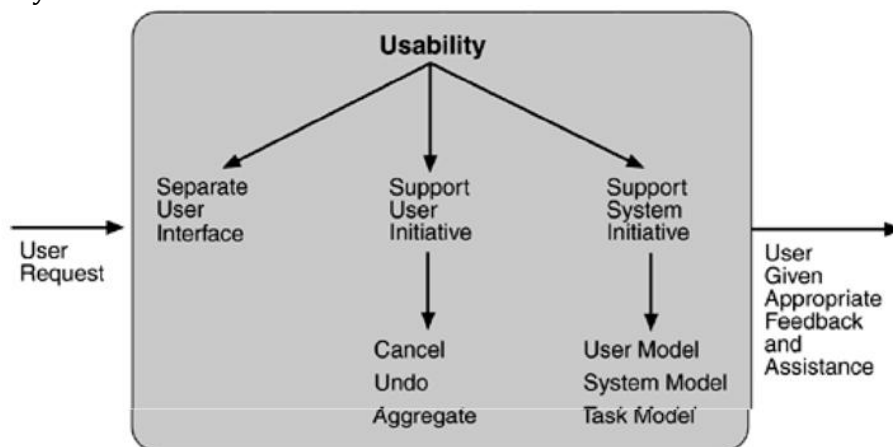 Usability
Separate
User
Interface
Support
User
Initiative
Support
System
Initiative
User
Request
Cancel
Undo
Aggregate
User Model
System Model
Task Model
User
Given
Appropriate
Feedback
and
Assistance